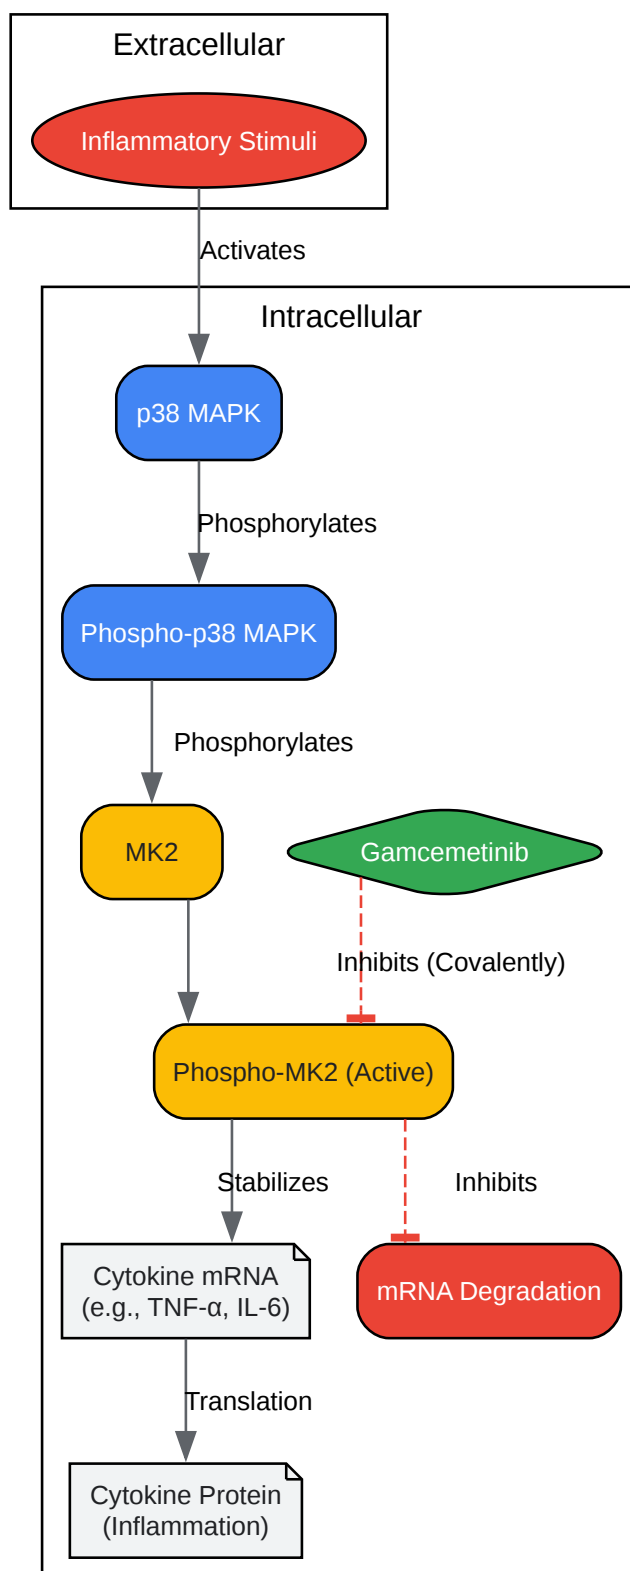 Extracellular
Inflammatory Stimuli
Activates
Intracellular
p38 MAPK
Phosphorylates
Phospho-p38 MAPK
Phosphorylates
MK2
Gamcemetinib
Inhibits (Covalently)
Phospho-MK2 (Active)
Stabilizes
Inhibits
Cytokine mRNA
(e.g., TNF-α, IL-6)
mRNA Degradation
Translation
Cytokine Protein
(Inflammation)